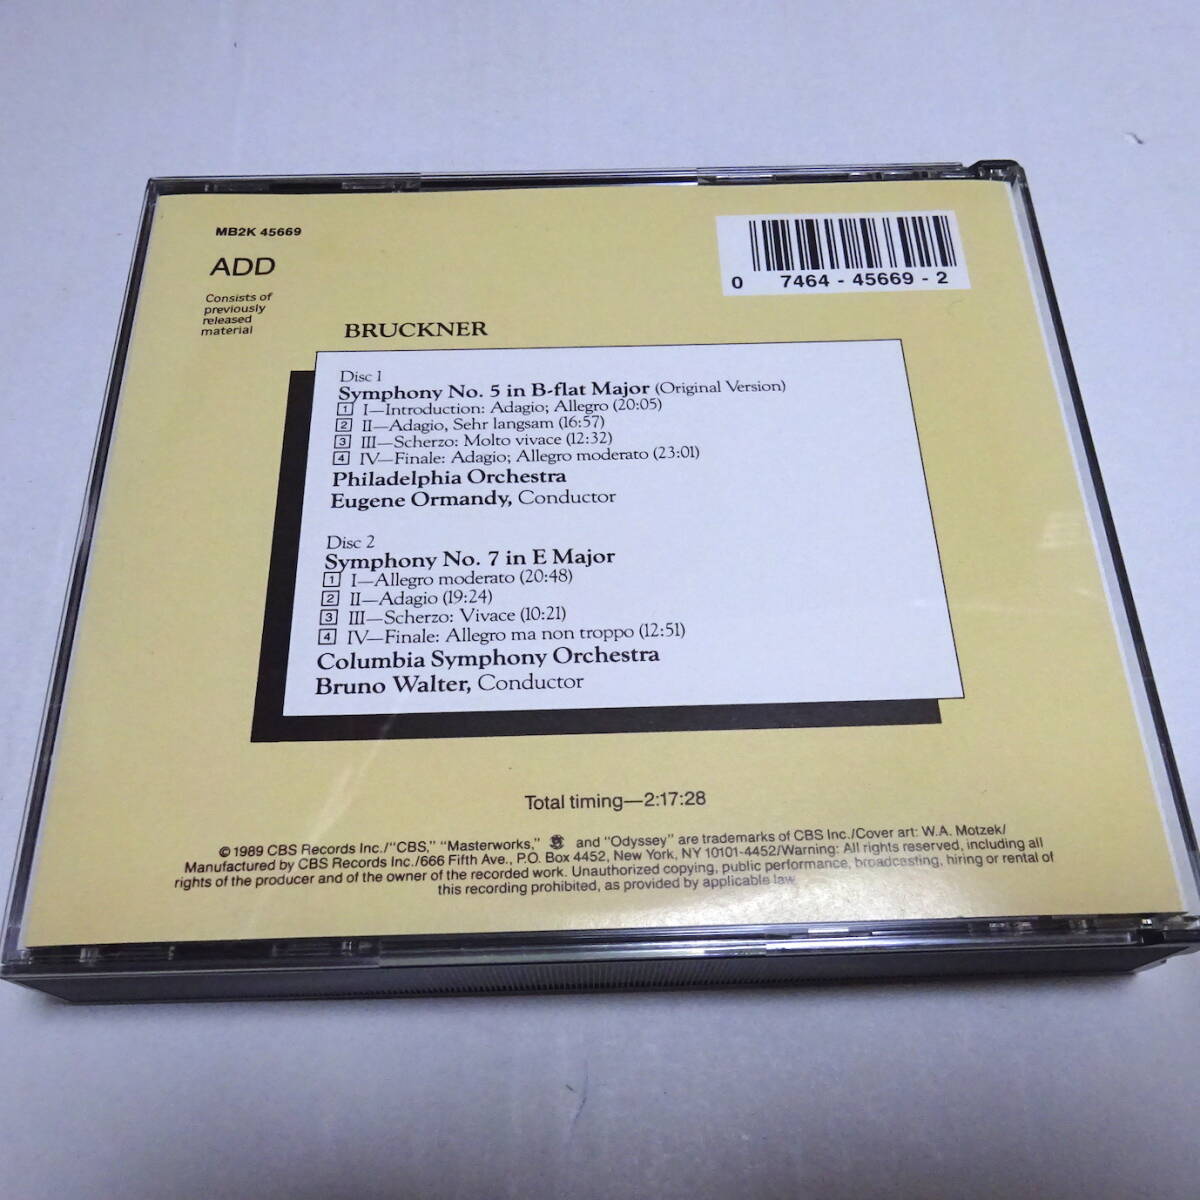 MB2K 45669
ADD
Consists of
previously
released
material
0 7464 - 45669 - 2
BRUCKNER
Disc 1
Symphony No. 5 in B-flat Major (Original Version)
1 I—Introduction: Adagio; Allegro (20:05)
2 II—Adagio, Sehr langsam (16:57)
3 III—Scherzo: Molto vivace (12:32)
4 IV—Finale: Adagio; Allegro moderato (23:01)
Philadelphia Orchestra
Eugene Ormandy, Conductor
Disc 2
Symphony No. 7 in E Major
1 I—Allegro moderato (20:48)
2 II—Adagio (19:24)
3 III—Scherzo: Vivace (10:21)
4 IV—Finale: Allegro ma non troppo (12:51)
Columbia Symphony Orchestra
Bruno Walter, Conductor
Total timing—2:17:28
©1989 CBS Records Inc./"CBS," "Masterworks," and "Odyssey" are trademarks of CBS Inc./Cover art: W.A. Motzek/
Manufactured by CBS Records Inc./666 Fifth Ave., P.O. Box 4452, New York, NY 10101-4452/Warning: All rights reserved, including all
rights of the producer and of the owner of the recorded work. Unauthorized copying, public performance, broadcasting, hiring or rental of
this recording prohibited, as provided by applicable law